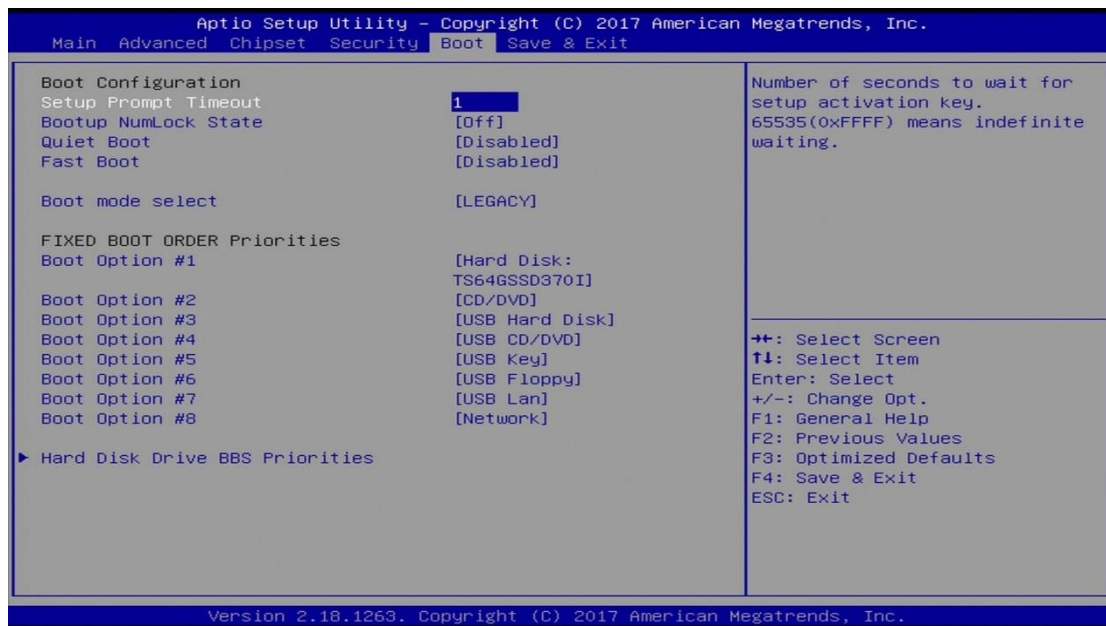 Aptio Setup Utility – Copyright (C) 2017 American Megatrends, Inc.
Main Advanced Chipset Security Boot Save & Exit
Boot Configuration
Setup Prompt Timeout 1
Bootup NumLock State [Off]
Quiet Boot [Disabled]
Fast Boot [Disabled]
Boot mode select [LEGACY]
FIXED BOOT ORDER Priorities
Boot Option #1 [Hard Disk:
TS64GSSD370I]
Boot Option #2 [CD/DVD]
Boot Option #3 [USB Hard Disk]
Boot Option #4 [USB CD/DVD]
Boot Option #5 [USB Key]
Boot Option #6 [USB Floppy]
Boot Option #7 [USB Lan]
Boot Option #8 [Network]
▶ Hard Disk Drive BBS Priorities
Number of seconds to wait for
setup activation key.
65535(0xFFFF) means indefinite
waiting.
→←: Select Screen
↑↓: Select Item
Enter: Select
+/-: Change Opt.
F1: General Help
F2: Previous Values
F3: Optimized Defaults
F4: Save & Exit
ESC: Exit
Version 2.18.1263. Copyright (C) 2017 American Megatrends, Inc.